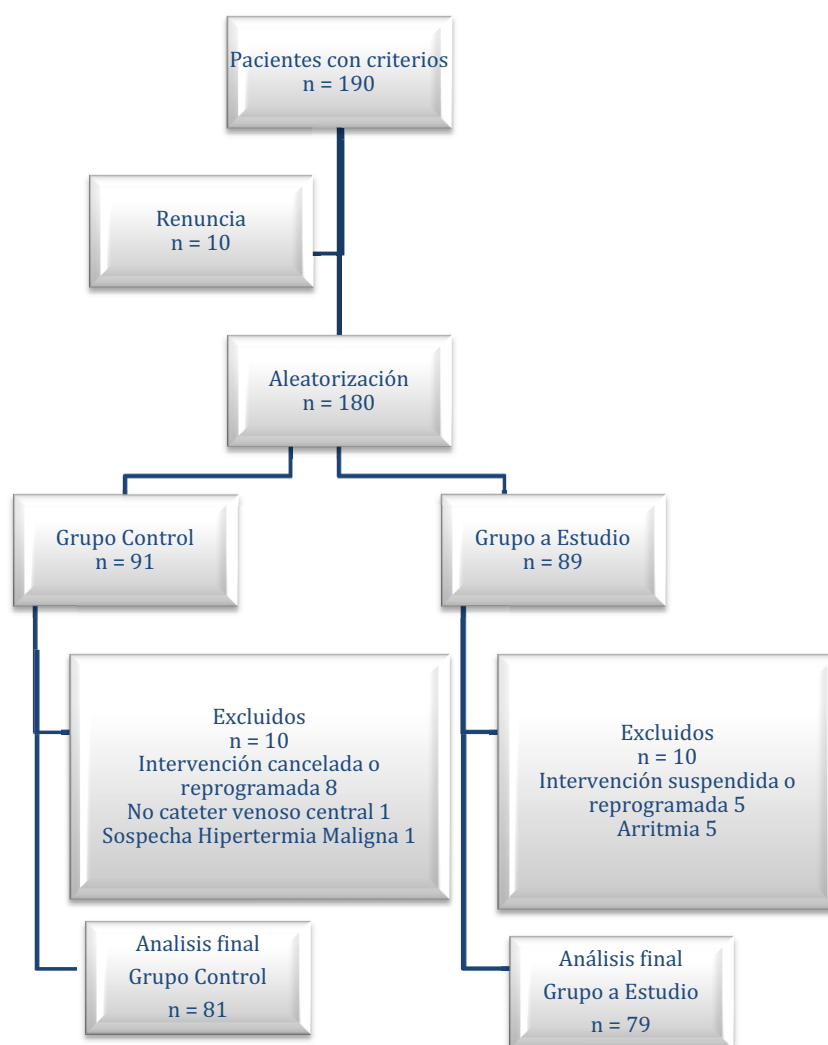 Pacientes con criterios
n = 190
Renuncia
n = 10
Aleatorización
n = 180
Grupo Control
n = 91
Grupo a Estudio
n = 89
Excluidos
n = 10
Intervención cancelada o
reprogramada 8
No cateter venoso central 1
Sospecha Hipertermia Maligna 1
Excluidos
n = 10
Intervención suspendida o
reprogramada 5
Arritmia 5
Analisis final
Grupo Control
n = 81
Análisis final
Grupo a Estudio
n = 79